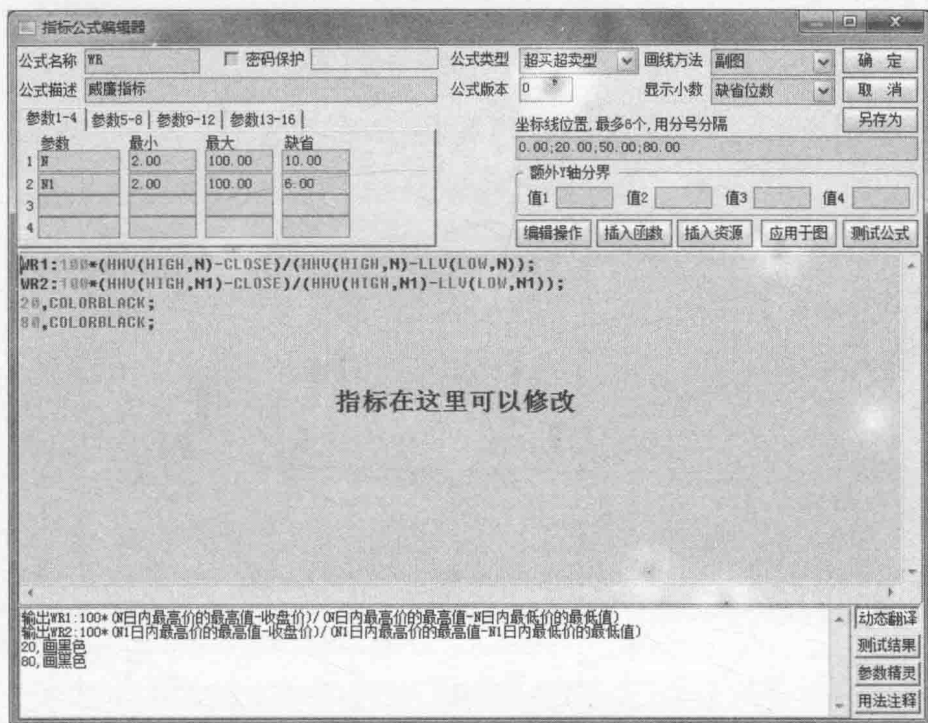 指标公式编辑器
公式名称 WR 密码保护 公式类型 超买超卖型 画线方法 副图 确 定
公式描述 威廉指标 公式版本 0 显示小数 缺省位数 取 消
参数1-4 参数5-8 参数9-12 参数13-16 坐标线位置,最多6个,用分号分隔 另存为
参数 最小 最大 缺省 0.00;20.00;50.00;80.00
1 N 2.00 100.00 10.00 额外Y轴分界
2 N1 2.00 100.00 6.00 值1 值2 值3 值4
3
4 编辑操作 插入函数 插入资源 应用于图 测试公式
WR1:100*(HHV(HIGH,N)-CLOSE)/(HHV(HIGH,N)-LLV(LOW,N));
WR2:100*(HHV(HIGH,N1)-CLOSE)/(HHV(HIGH,N1)-LLV(LOW,N1));
20,COLORBLACK;
80,COLORBLACK;
指标在这里可以修改
输出WR1:100*(N日内最高价的最高值-收盘价)/(N日内最高价的最高值-N日内最低价的最低值)
输出WR2:100*(N1日内最高价的最高值-收盘价)/(N1日内最高价的最高值-N1日内最低价的最低值)
20,画黑色
80,画黑色
动态翻译
测试结果
参数精灵
用法注释